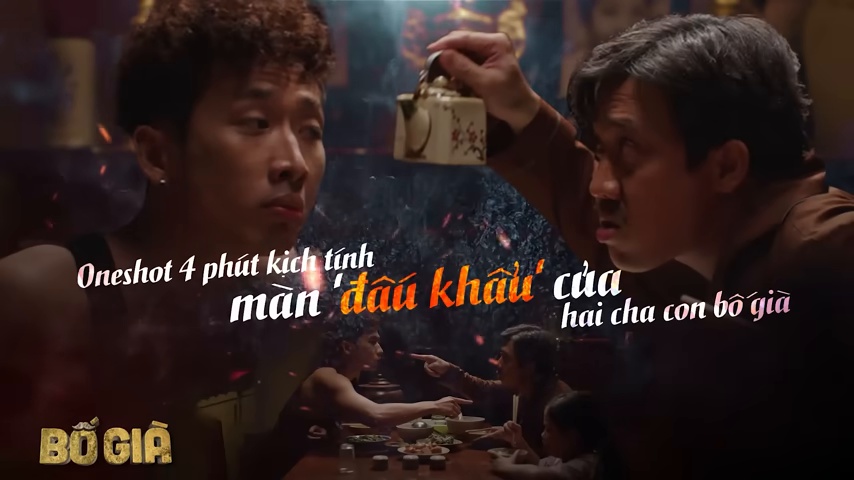 Oneshot 4 phút kịch tính
màn 'đấu khẩu' của
hai cha con bố già
BỐ GIÀ